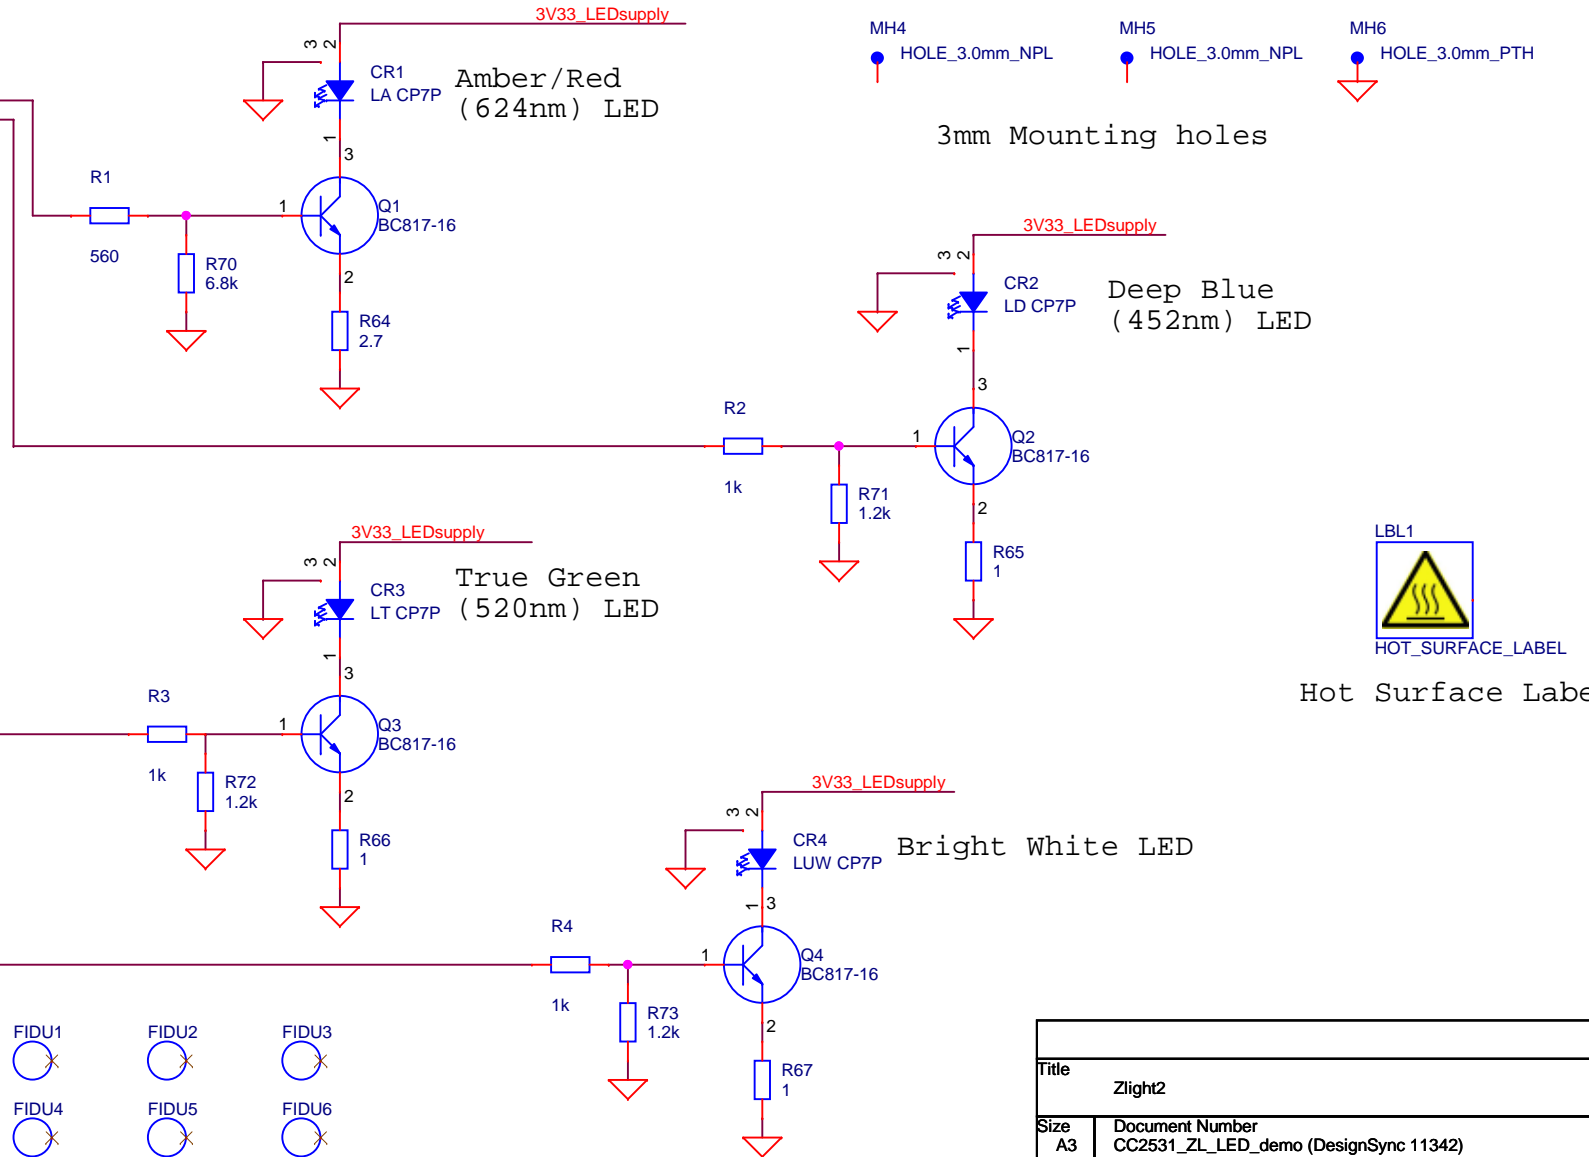 3V33_LEDsupply
MH4
HOLE_3.0mm_NPL
MH5
HOLE_3.0mm_NPL
MH6
HOLE_3.0mm_PTH
3 2
CR1
LA CP7P
Amber/Red
(624nm) LED
3mm Mounting holes
1
3
R1
560
1
Q1
BC817-16
R70
6.8k
2
R64
2.7
3V33_LEDsupply
3 2
CR2
LD CP7P
Deep Blue
(452nm) LED
1
3
R2
1k
1
Q2
BC817-16
R71
1.2k
2
R65
1
LBL1
HOT_SURFACE_LABEL
Hot Surface Labe
3V33_LEDsupply
3 2
CR3
LT CP7P
True Green
(520nm) LED
1
3
R3
1k
1
Q3
BC817-16
R72
1.2k
2
R66
1
3V33_LEDsupply
3 2
CR4
LUW CP7P
Bright White LED
1
3
R4
1k
1
Q4
BC817-16
R73
1.2k
2
R67
1
FIDU1
FIDU2
FIDU3
FIDU4
FIDU5
FIDU6
Title
Zlight2
Size
A3
Document Number
CC2531_ZL_LED_demo (DesignSync 11342)